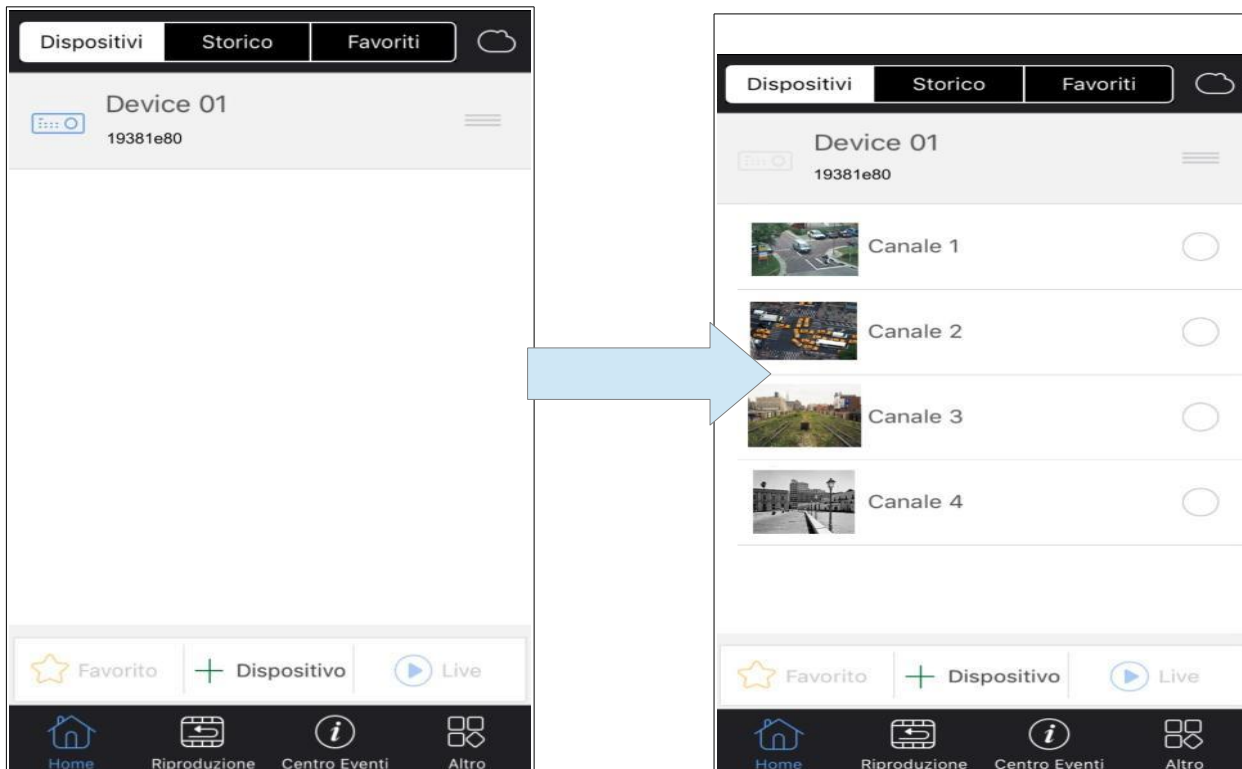 Dispositivi Storico Favoriti
Device 01
19381e80
Favorito Dispositivo Live
Home Riproduzione Centro Eventi Altro
Dispositivi Storico Favoriti
Device 01
19381e80
Canale 1
Canale 2
Canale 3
Canale 4
Favorito Dispositivo Live
Home Riproduzione Centro Eventi Altro